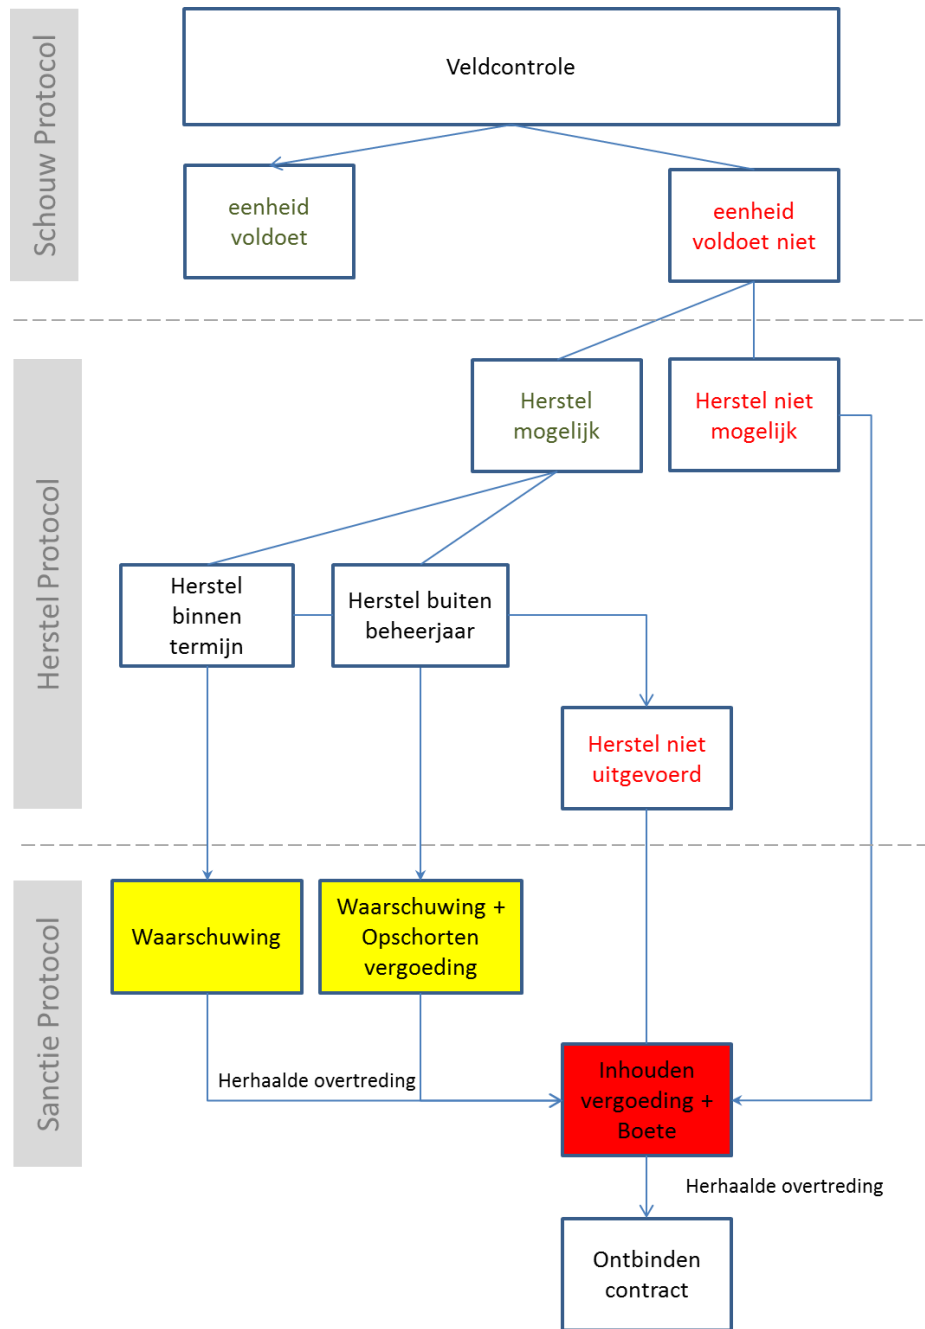 Schouw Protocol
Veldcontrole
eenheid
voldoet
eenheid
voldoet niet
Herstel Protocol
Herstel
mogelijk
Herstel niet
mogelijk
Herstel
binnen
termijn
Herstel buiten
beheerjaar
Herstel niet
uitgevoerd
Sanctie Protocol
Waarschuwing
Waarschuwing +
Opschorten
vergoeding
Herhaalde overtreding
Inhouden
vergoeding +
Boete
Herhaalde overtreding
Ontbinden
contract